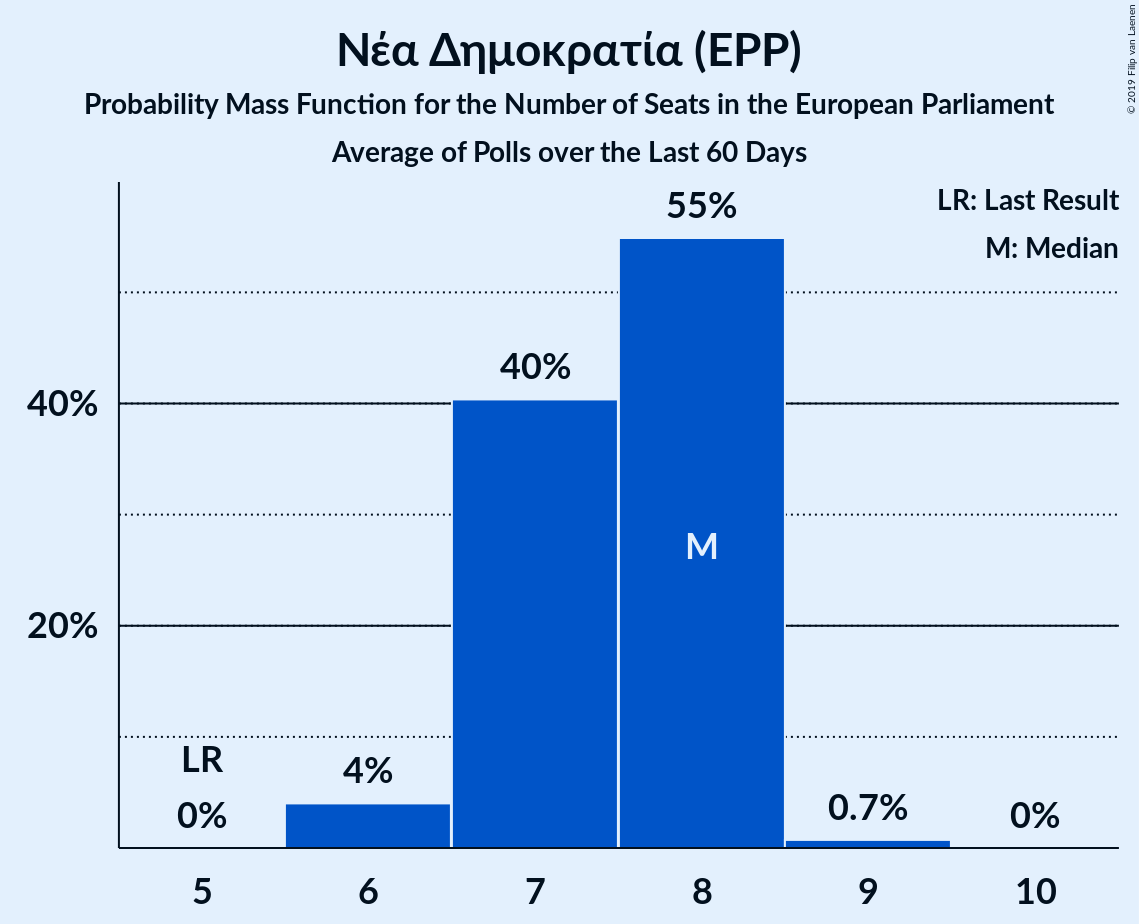 Νέα Δημοκρατία (EPP)
Probability Mass Function for the Number of Seats in the European Parliament
Average of Polls over the Last 60 Days
© 2019 Filip van Laenen
LR: Last Result
M: Median
55%
40%
40%
M
20%
LR
4%
0%
0.7%
0%
5 6 7 8 9 10